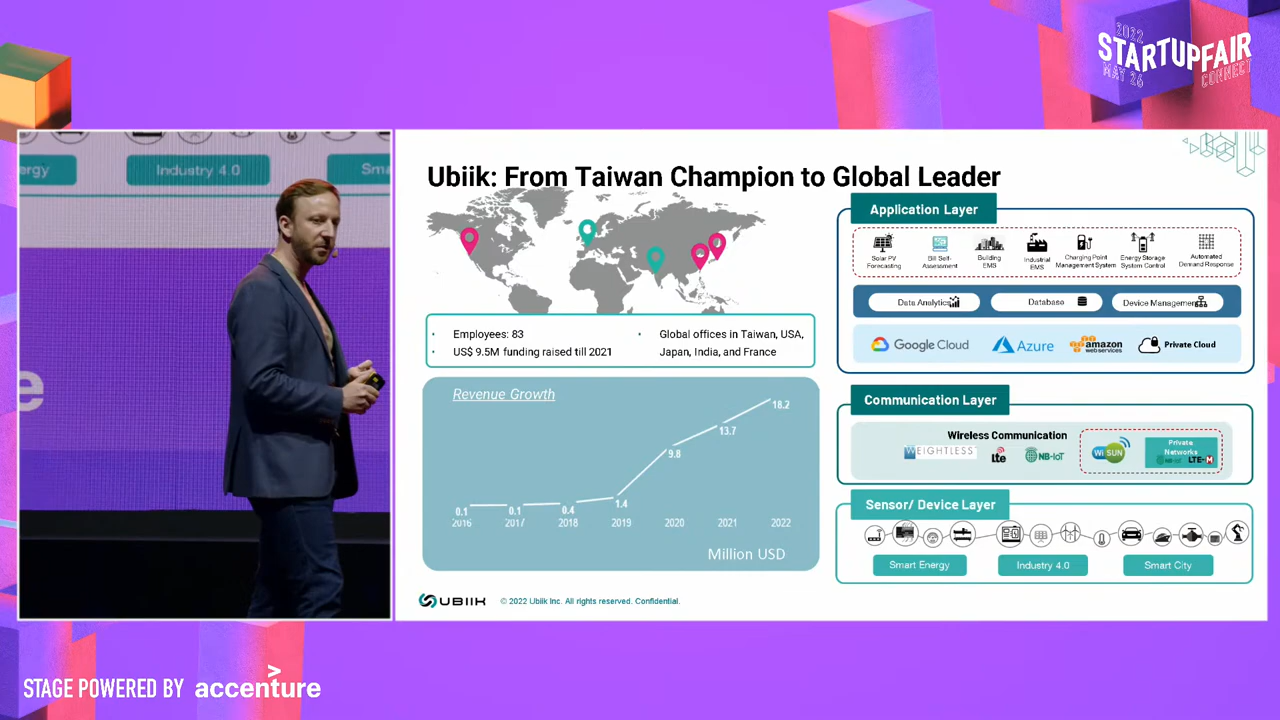 2022
STARTUPFAIR
MAY 26
CONNECT
ergy
Industry 4.0
Sma
e
Ubiik: From Taiwan Champion to Global Leader
• Employees: 83
• US$ 9.5M funding raised till 2021
• Global offices in Taiwan, USA,
Japan, India, and France
Revenue Growth
0.1
0.1
0.4
1.4
9.8
13.7
18.2
2016
2017
2018
2019
2020
2021
2022
Million USD
Application Layer
Solar PV
Forecasting
Bill Self-
Assessment
Building
EMS
Industrial
EMS
Charging Point
Management System
Energy Storage
System Control
Automated
Demand Response
Data Analytics
Database
Device Management
Google Cloud
Azure
amazon
webservices
Private Cloud
Communication Layer
Wireless Communication
WEIGHTLESS
Lte
NB-IoT
Wi SUN
Private
Networks
NB-IoT
LTE-M
Sensor/ Device Layer
Smart Energy
Industry 4.0
Smart City
UBIIK
© 2022 Ubiik Inc. All rights reserved. Confidential.
STAGE POWERED BY accenture